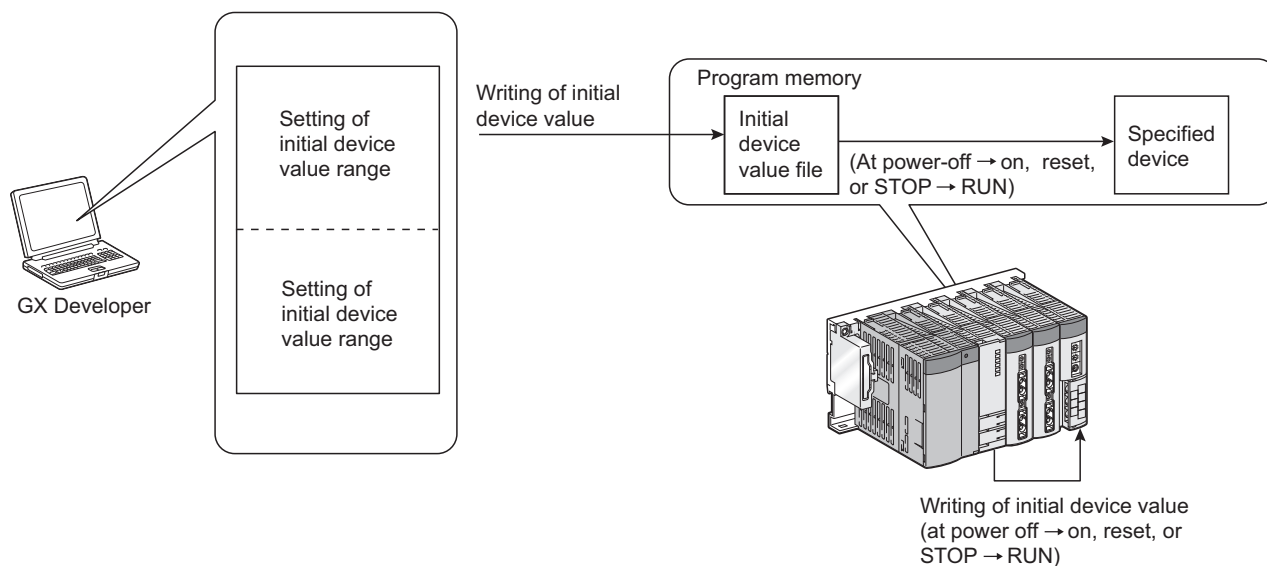 Setting of
initial device
value range
Setting of
initial device
value range
GX Developer
Writing of initial
device value
Program memory
Initial
device
value file
(At power-off → on, reset,
or STOP → RUN)
Specified
device
Writing of initial device value
(at power off → on, reset, or
STOP → RUN)